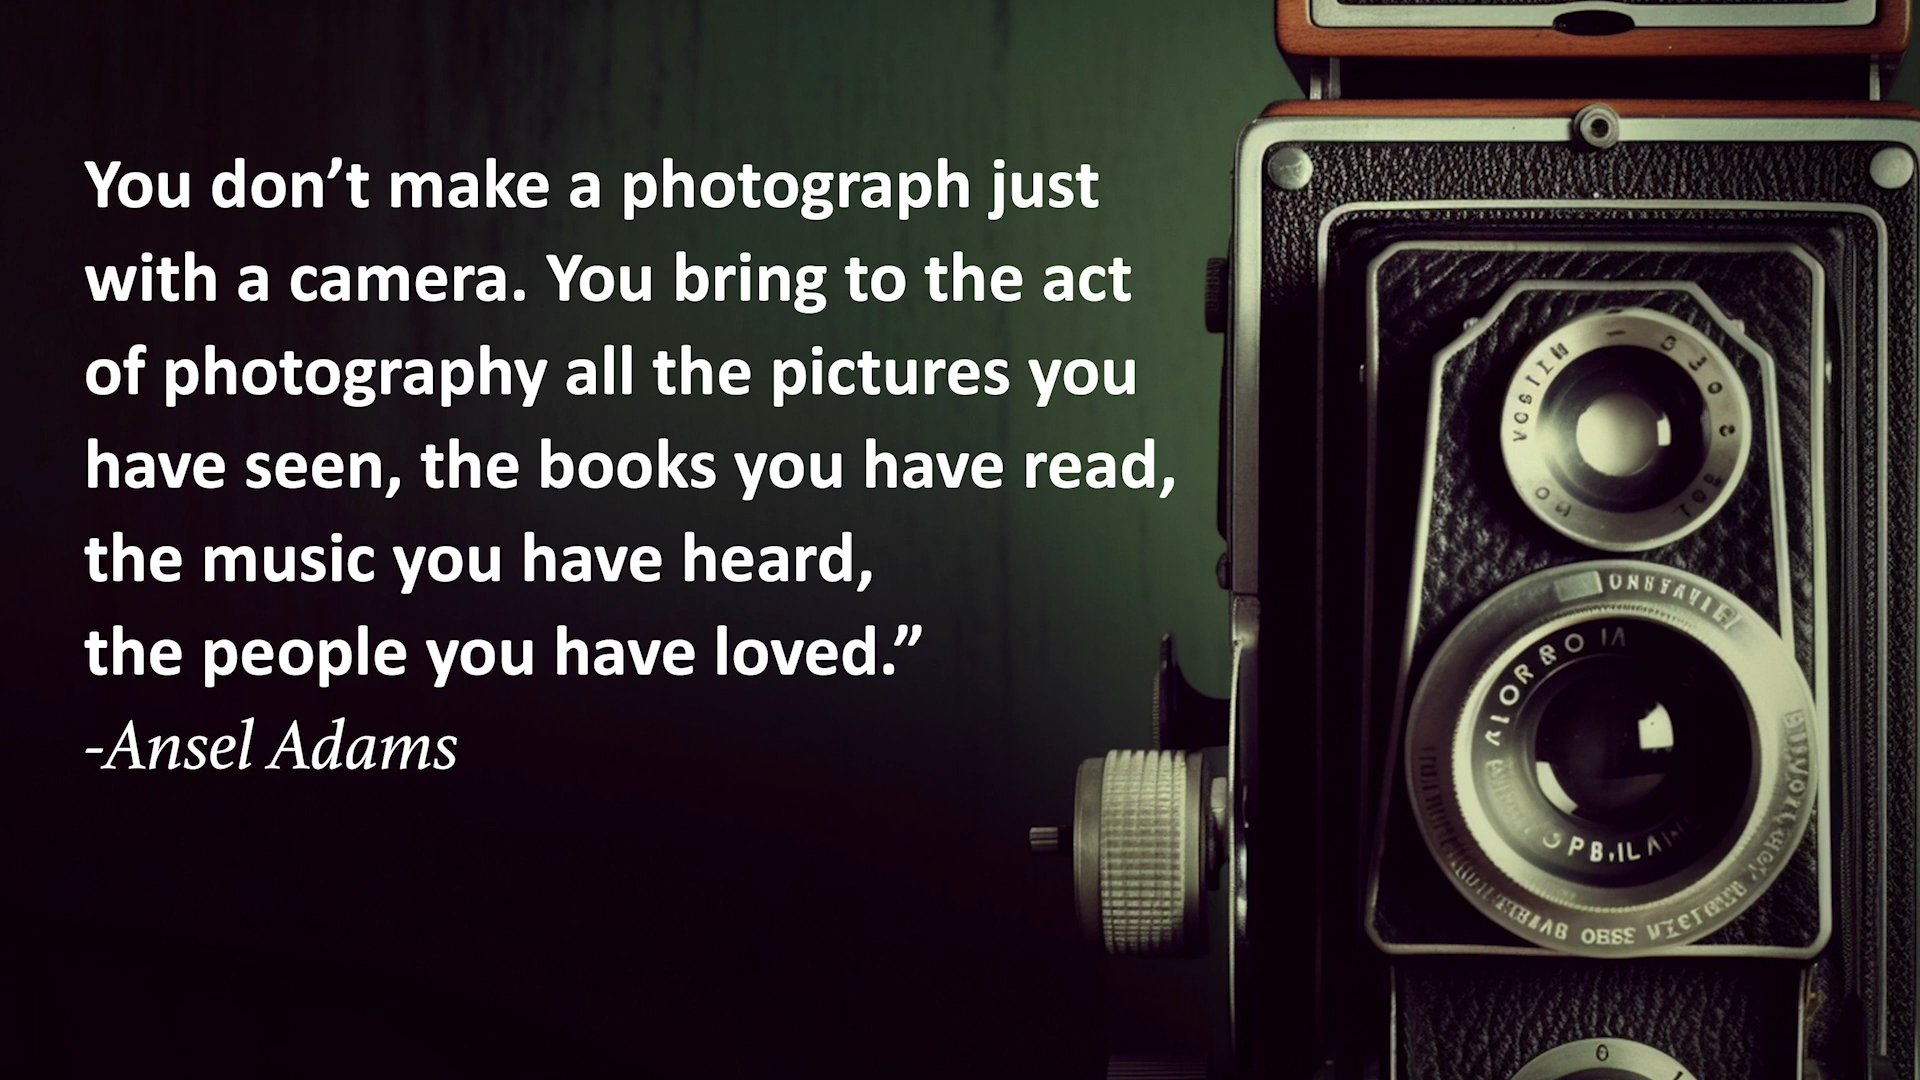 You don’t make a photograph just
with a camera. You bring to the act
of photography all the pictures you
have seen, the books you have read,
the music you have heard,
the people you have loved.”
-Ansel Adams